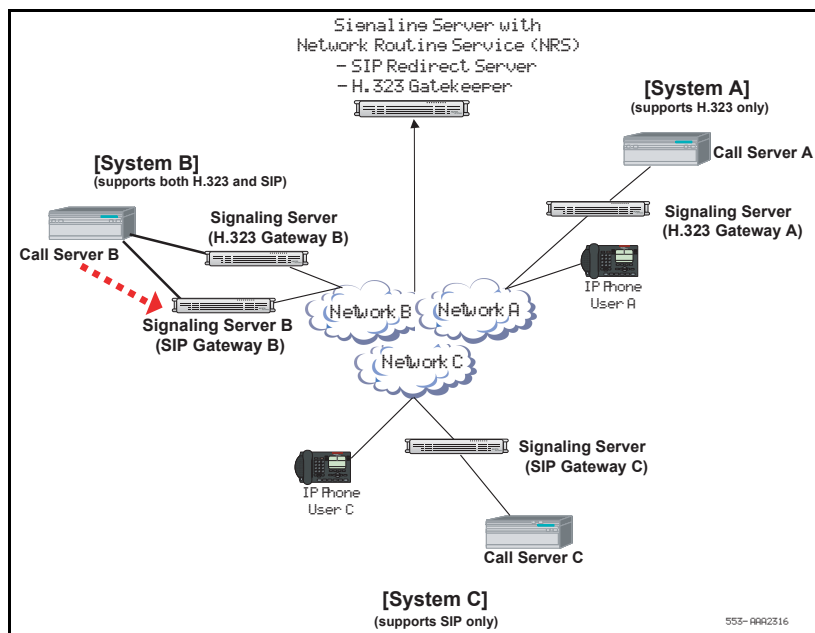 Signaling Server with
Network Routing Service (NRS)
– SIP Redirect Server
– H.323 Gatekeeper
[System A]
(supports H.323 only)
Call Server A
[System B]
(supports both H.323 and SIP)
Signaling Server
(H.323 Gateway B)
Signaling Server
(H.323 Gateway A)
Call Server B
IP Phone
User A
Signaling Server B
(SIP Gateway B)
Network B
Network A
Network C
Signaling Server
(SIP Gateway C)
IP Phone
User C
Call Server C
[System C]
(supports SIP only)
553-AAA2316